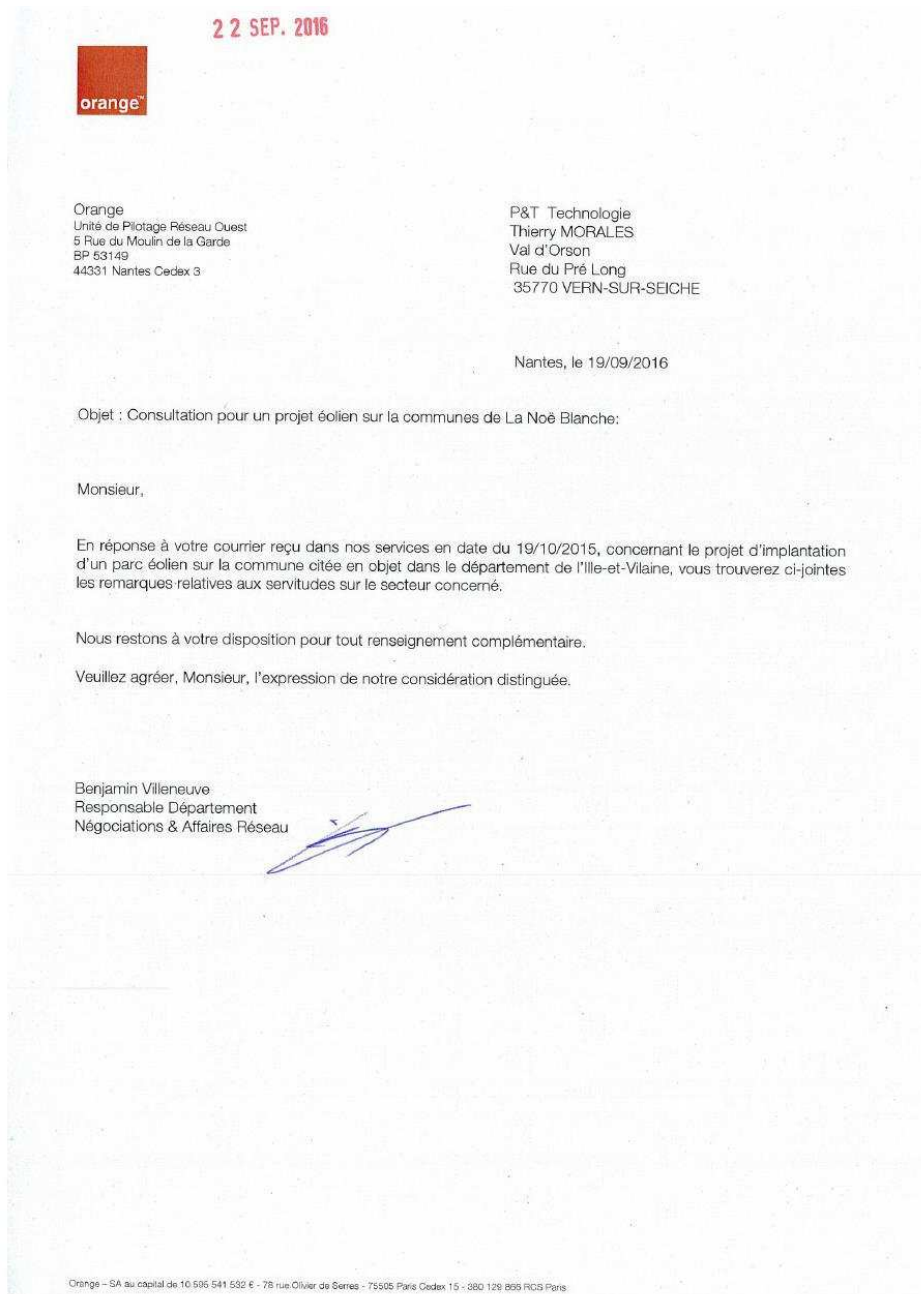 22 SEP. 2016
orange™
Orange
Unité de Pilotage Réseau Ouest
5 Rue du Moulin de la Garde
BP 53149
44331 Nantes Cedex 3
P&T Technologie
Thierry MORALES
Val d'Orson
Rue du Pré Long
35770 VERN-SUR-SEICHE
Nantes, le 19/09/2016
Objet : Consultation pour un projet éolien sur la communes de La Noë Blanche:
Monsieur,
En réponse à votre courrier reçu dans nos services en date du 19/10/2015, concernant le projet d'implantation
d'un parc éolien sur la commune citée en objet dans le département de l'Ille-et-Vilaine, vous trouverez ci-jointes
les remarques relatives aux servitudes sur le secteur concerné.
Nous restons à votre disposition pour tout renseignement complémentaire.
Veuillez agréer, Monsieur, l'expression de notre considération distinguée.
Benjamin Villeneuve
Responsable Département
Négociations & Affaires Réseau
Orange – SA au capital de 10 595 541 532 € - 78 rue Olivier de Serres - 75505 Paris Cedex 15 - 380 129 866 RCS Paris